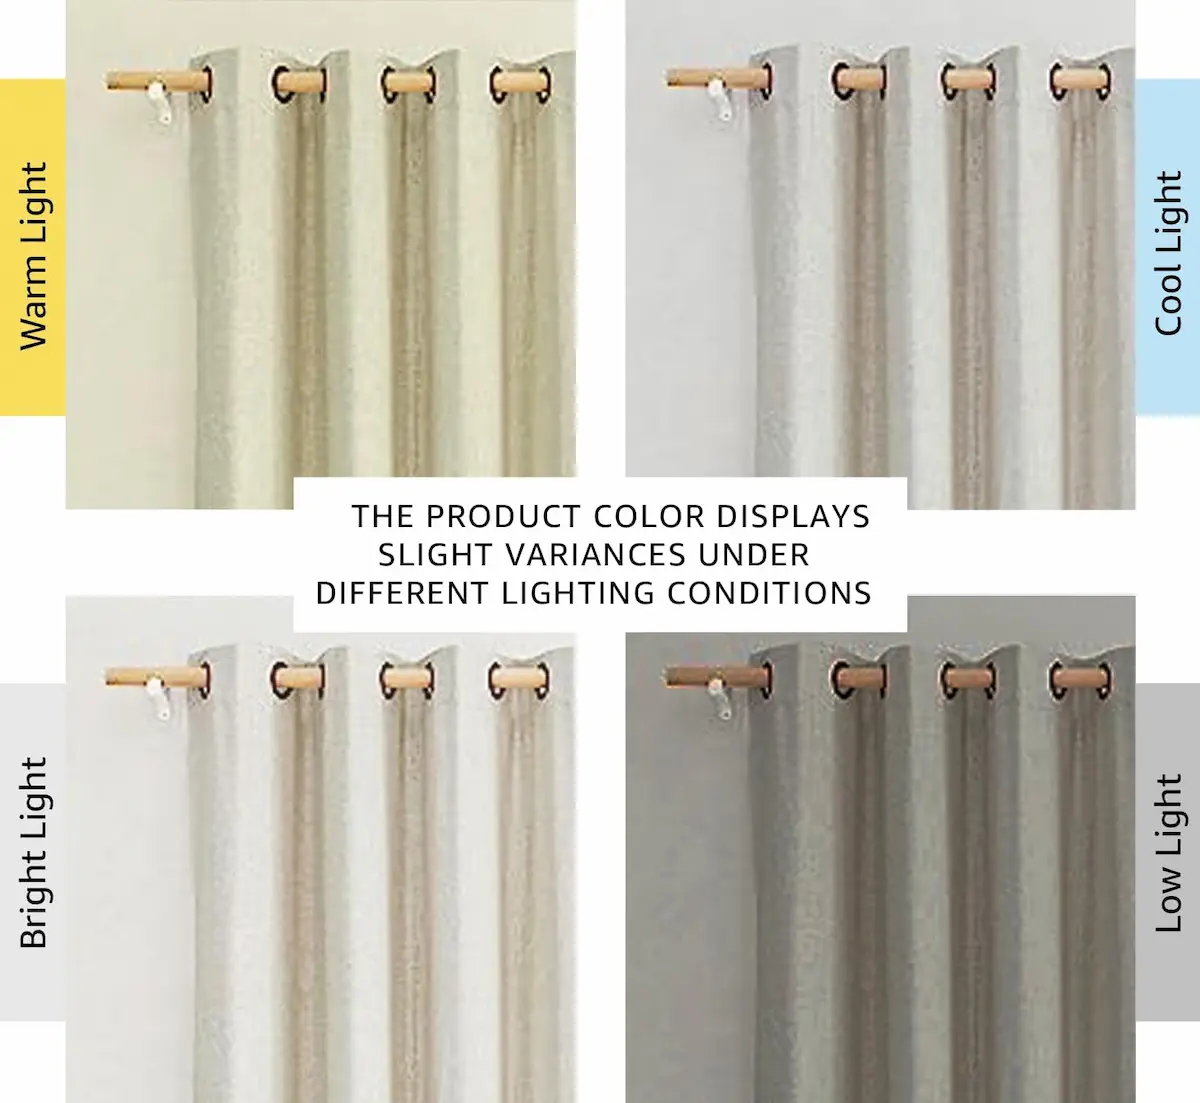 Warm Light
Cool Light
THE PRODUCT COLOR DISPLAYS
SLIGHT VARIANCES UNDER
DIFFERENT LIGHTING CONDITIONS
Bright Light
Low Light